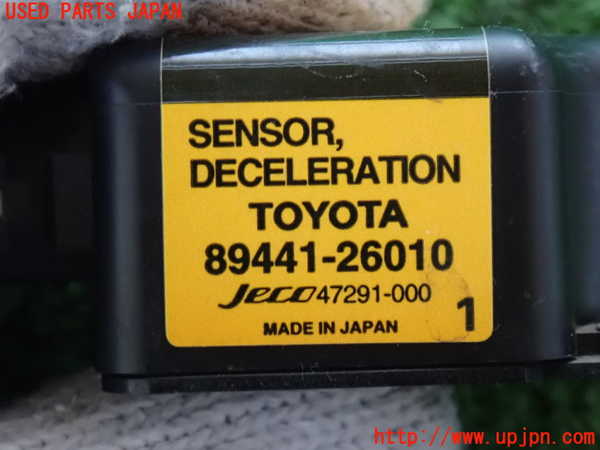 USED PARTS JAPAN
SENSOR,
DECELERATION
TOYOTA
89441-26010
Jeco 47291-000
1
MADE IN JAPAN
http://www.upjpn.com/